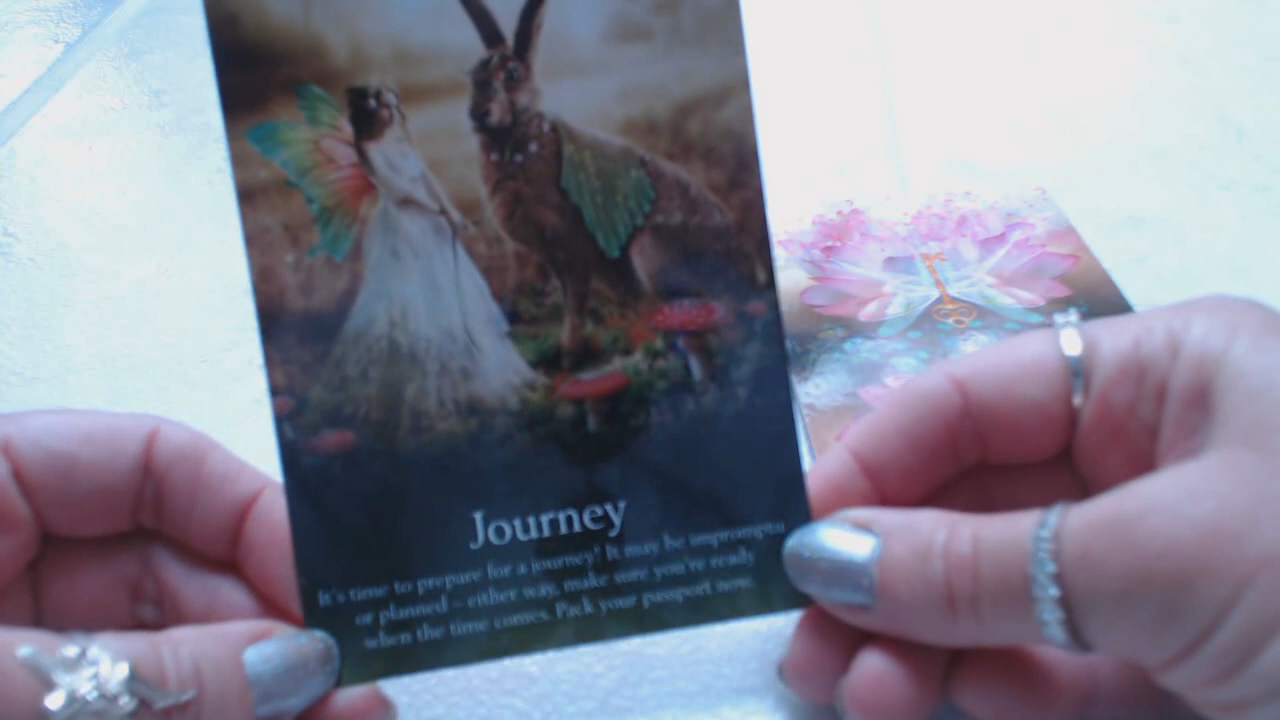 Journey
It's time to prepare for a journey! It may be impromptu
or planned – either way, make sure you're ready
when the time comes. Pack your passport now.